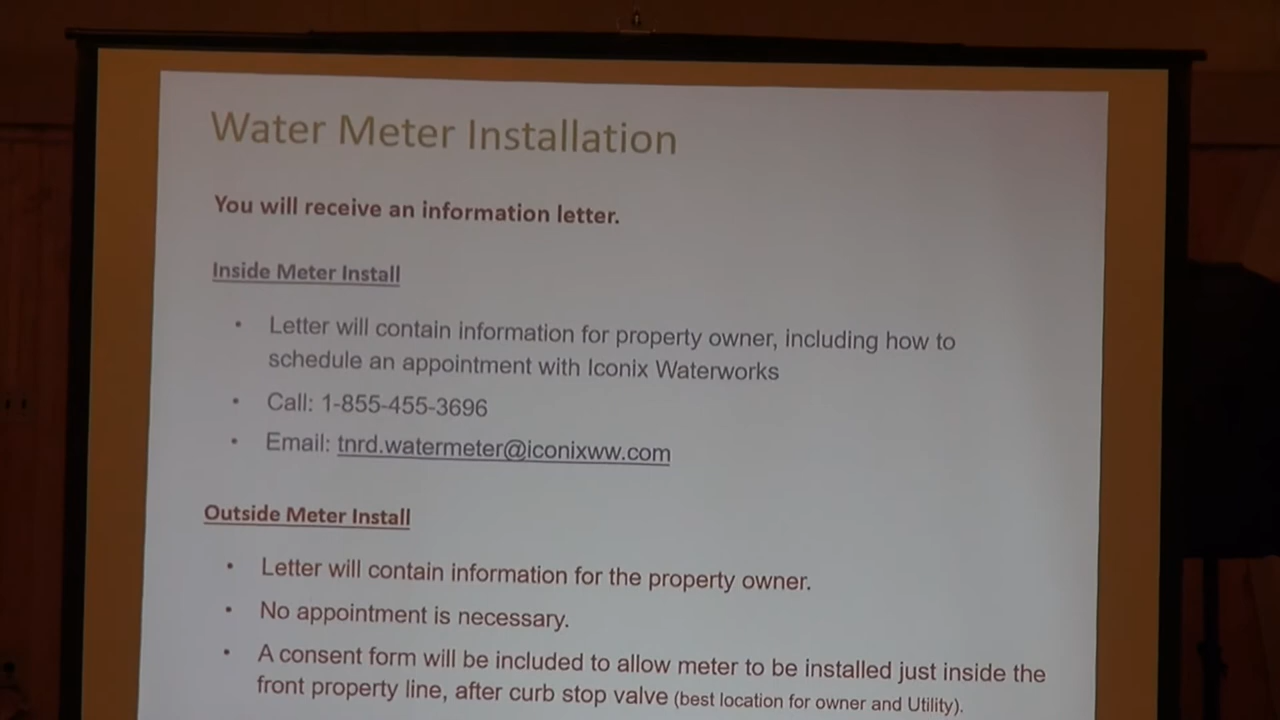 Water Meter Installation
You will receive an information letter.
Inside Meter Install
• Letter will contain information for property owner, including how to
schedule an appointment with Iconix Waterworks
• Call: 1-855-455-3696
• Email: tnrd.watermeter@iconixww.com
Outside Meter Install
• Letter will contain information for the property owner.
• No appointment is necessary.
• A consent form will be included to allow meter to be installed just inside the
front property line, after curb stop valve (best location for owner and Utility).